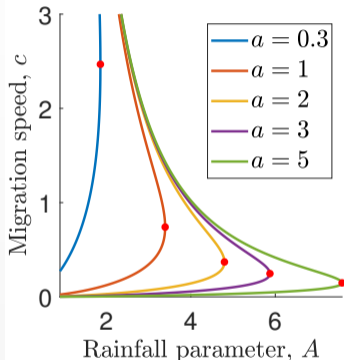 3
2
1
0
2 4 6
Migration speed, c
Rainfall parameter, A
a = 0.3
a = 1
a = 2
a = 3
a = 5